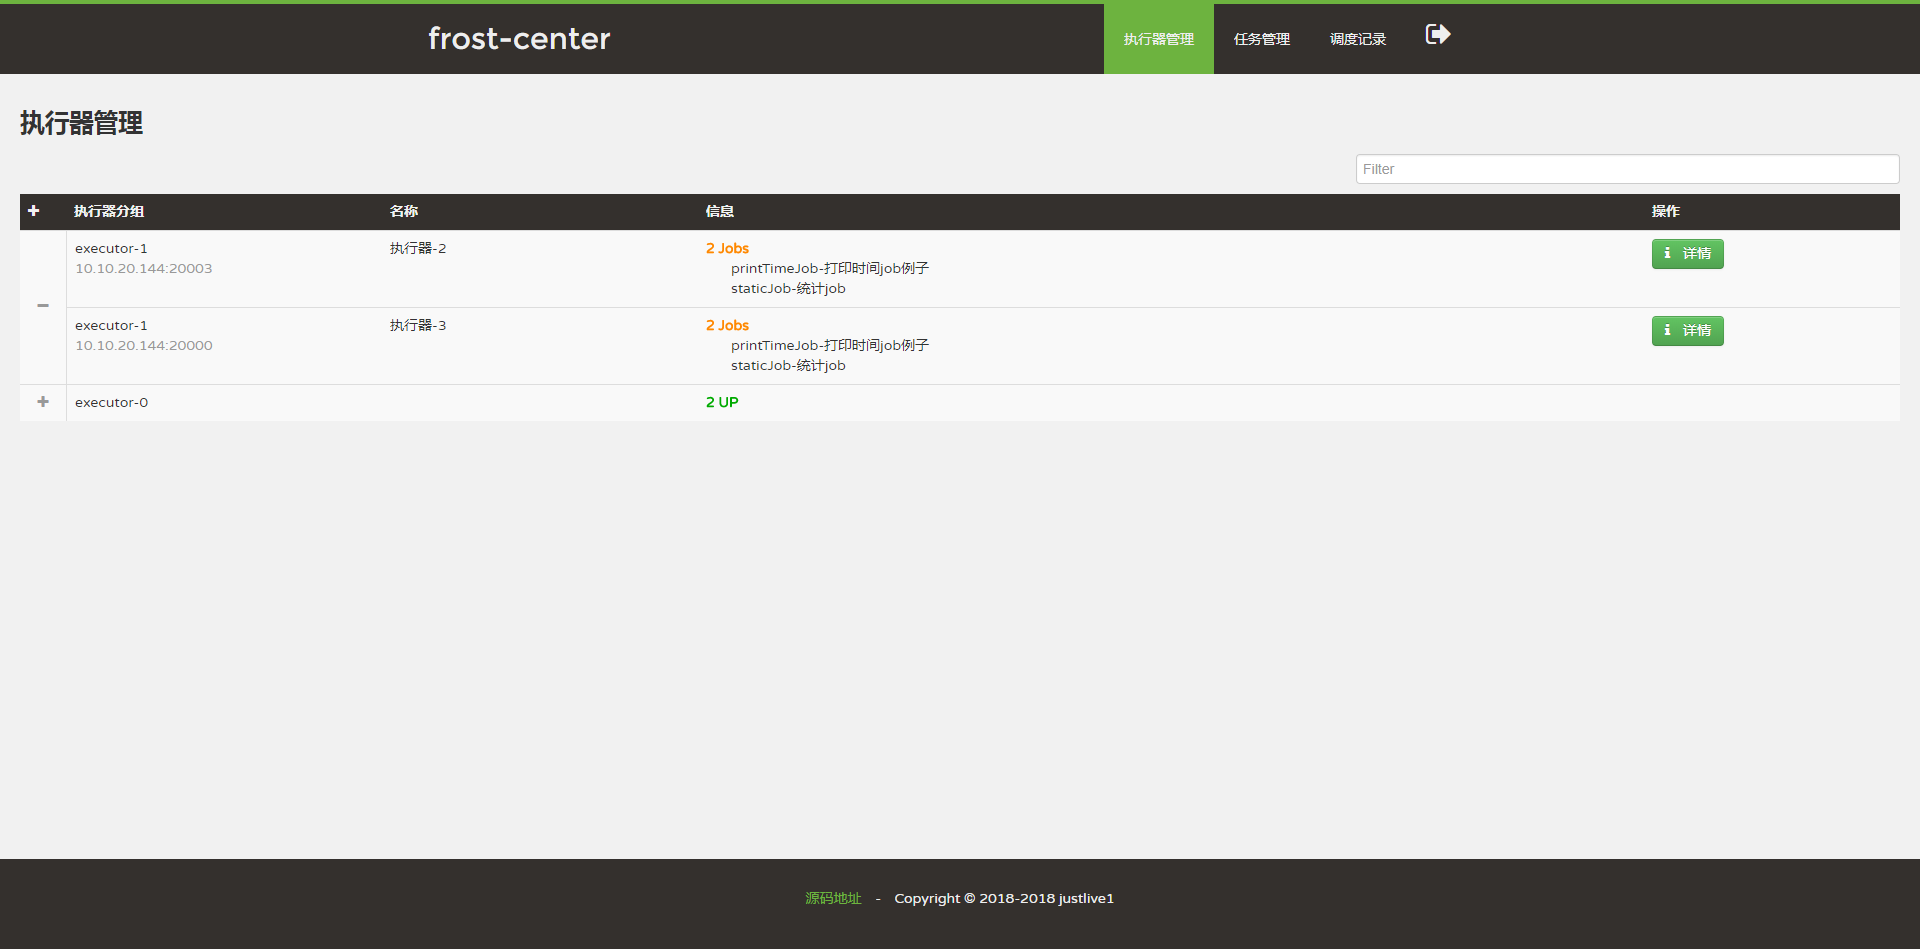 frost-center
执行器管理
任务管理
调度记录
执行器管理
Filter
执行器分组 名称 信息 操作
executor-1 执行器-2 2 Jobs 详情
10.10.20.144:20003 printTimeJob-打印时间job例子
staticJob-统计job
executor-1 执行器-3 2 Jobs 详情
10.10.20.144:20000 printTimeJob-打印时间job例子
staticJob-统计job
executor-0 2 UP
源码地址 - Copyright © 2018-2018 justlive1